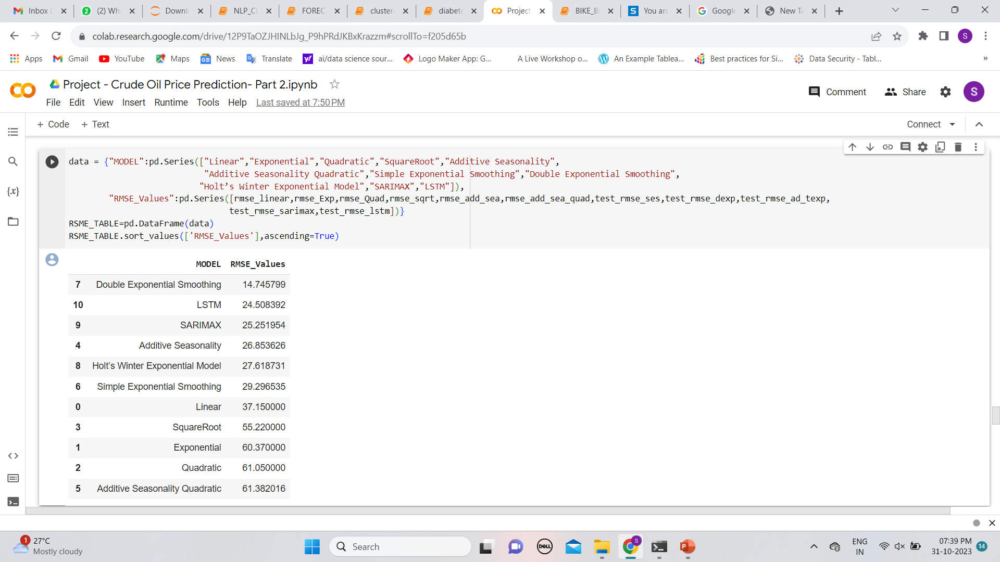 Inbox (
2
(2) Wh
Downl
NLP_Cl
FOREC
clusteri
diabete
Project
BIKE_B
S
You are
Google
New Ta
colab.research.google.com/drive/12P9TaOZJHINLbJg_P9hPRdJKBxKrazzm#scrollTo=f205d65b
S
Apps
Gmail
YouTube
Maps
News
Translate
ai/data science sour...
Logo Maker App: G...
A Live Workshop o...
An Example Tablea...
Best practices for Si...
Data Security - Tabl...
»
Project - Crude Oil Price Prediction- Part 2.ipynb
Comment
Share
S
File Edit View Insert Runtime Tools Help Last saved at 7:50 PM
+ Code + Text
Connect
data = {"MODEL":pd.Series(["Linear","Exponential","Quadratic","SquareRoot","Additive Seasonality",
"Additive Seasonality Quadratic","Simple Exponential Smoothing","Double Exponential Smoothing",
"Holt’s Winter Exponential Model","SARIMAX","LSTM"]),
"RMSE_Values":pd.Series([rmse_linear,rmse_Exp,rmse_Quad,rmse_sqrt,rmse_add_sea,rmse_add_sea_quad,test_rmse_ses,test_rmse_dexp,test_rmse_ad_texp,
test_rmse_sarimax,test_rmse_lstm])}
RSME_TABLE=pd.DataFrame(data)
RSME_TABLE.sort_values(['RMSE_Values'],ascending=True)
MODEL RMSE_Values
7 Double Exponential Smoothing 14.745799
10 LSTM 24.508392
9 SARIMAX 25.251954
4 Additive Seasonality 26.853626
8 Holt’s Winter Exponential Model 27.618731
6 Simple Exponential Smoothing 29.296535
0 Linear 37.150000
3 SquareRoot 55.220000
1 Exponential 60.370000
2 Quadratic 61.050000
5 Additive Seasonality Quadratic 61.382016
{x}
1
27°C
Mostly cloudy
Search
DELL
S
ENG
IN
07:39 PM
31-10-2023
14